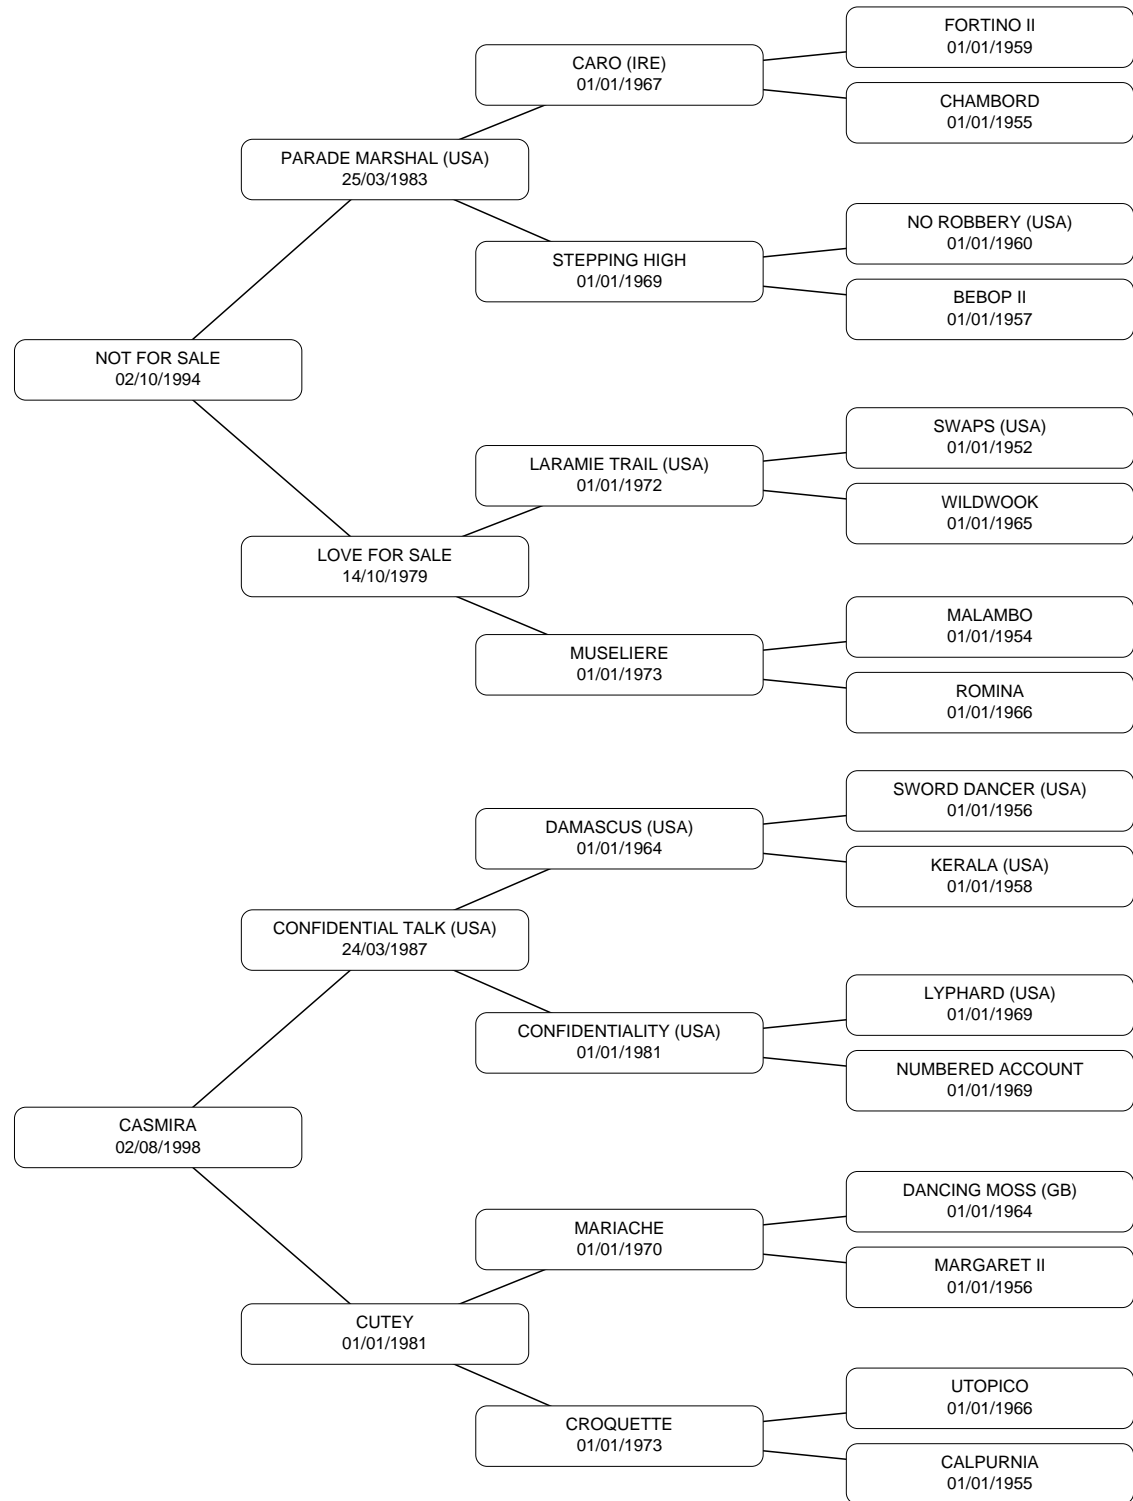 FORTINO II
01/01/1959
CARO (IRE)
01/01/1967
CHAMBORD
01/01/1955
PARADE MARSHAL (USA)
25/03/1983
NO ROBBERY (USA)
01/01/1960
STEPPING HIGH
01/01/1969
BEBOP II
01/01/1957
NOT FOR SALE
02/10/1994
SWAPS (USA)
01/01/1952
LARAMIE TRAIL (USA)
01/01/1972
WILDWOOK
01/01/1965
LOVE FOR SALE
14/10/1979
MALAMBO
01/01/1954
MUSELIERE
01/01/1973
ROMINA
01/01/1966
SWORD DANCER (USA)
01/01/1956
DAMASCUS (USA)
01/01/1964
KERALA (USA)
01/01/1958
CONFIDENTIAL TALK (USA)
24/03/1987
LYPHARD (USA)
01/01/1969
CONFIDENTIALITY (USA)
01/01/1981
NUMBERED ACCOUNT
01/01/1969
CASMIRA
02/08/1998
DANCING MOSS (GB)
01/01/1964
MARIACHE
01/01/1970
MARGARET II
01/01/1956
CUTEY
01/01/1981
UTOPICO
01/01/1966
CROQUETTE
01/01/1973
CALPURNIA
01/01/1955